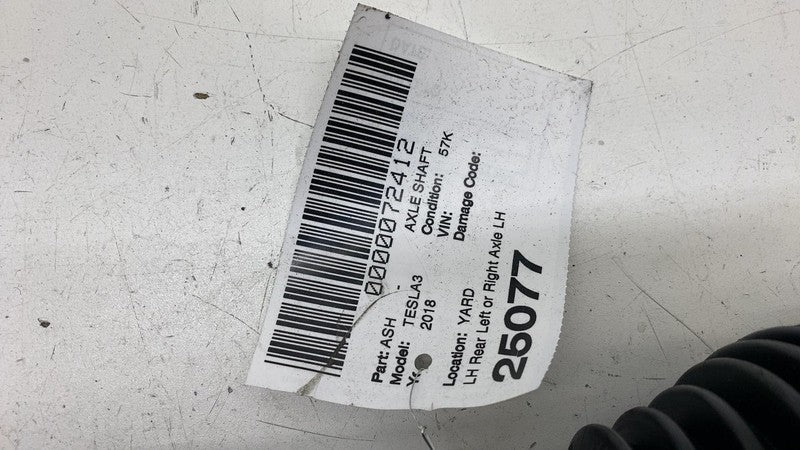 0000072412
Part: ASH - AXLE SHAFT
Model: TESLA3 Condition: 57K
2018 VIN:
Damage Code:
Location: YARD
LH Rear Left or Right Axle LH
25077